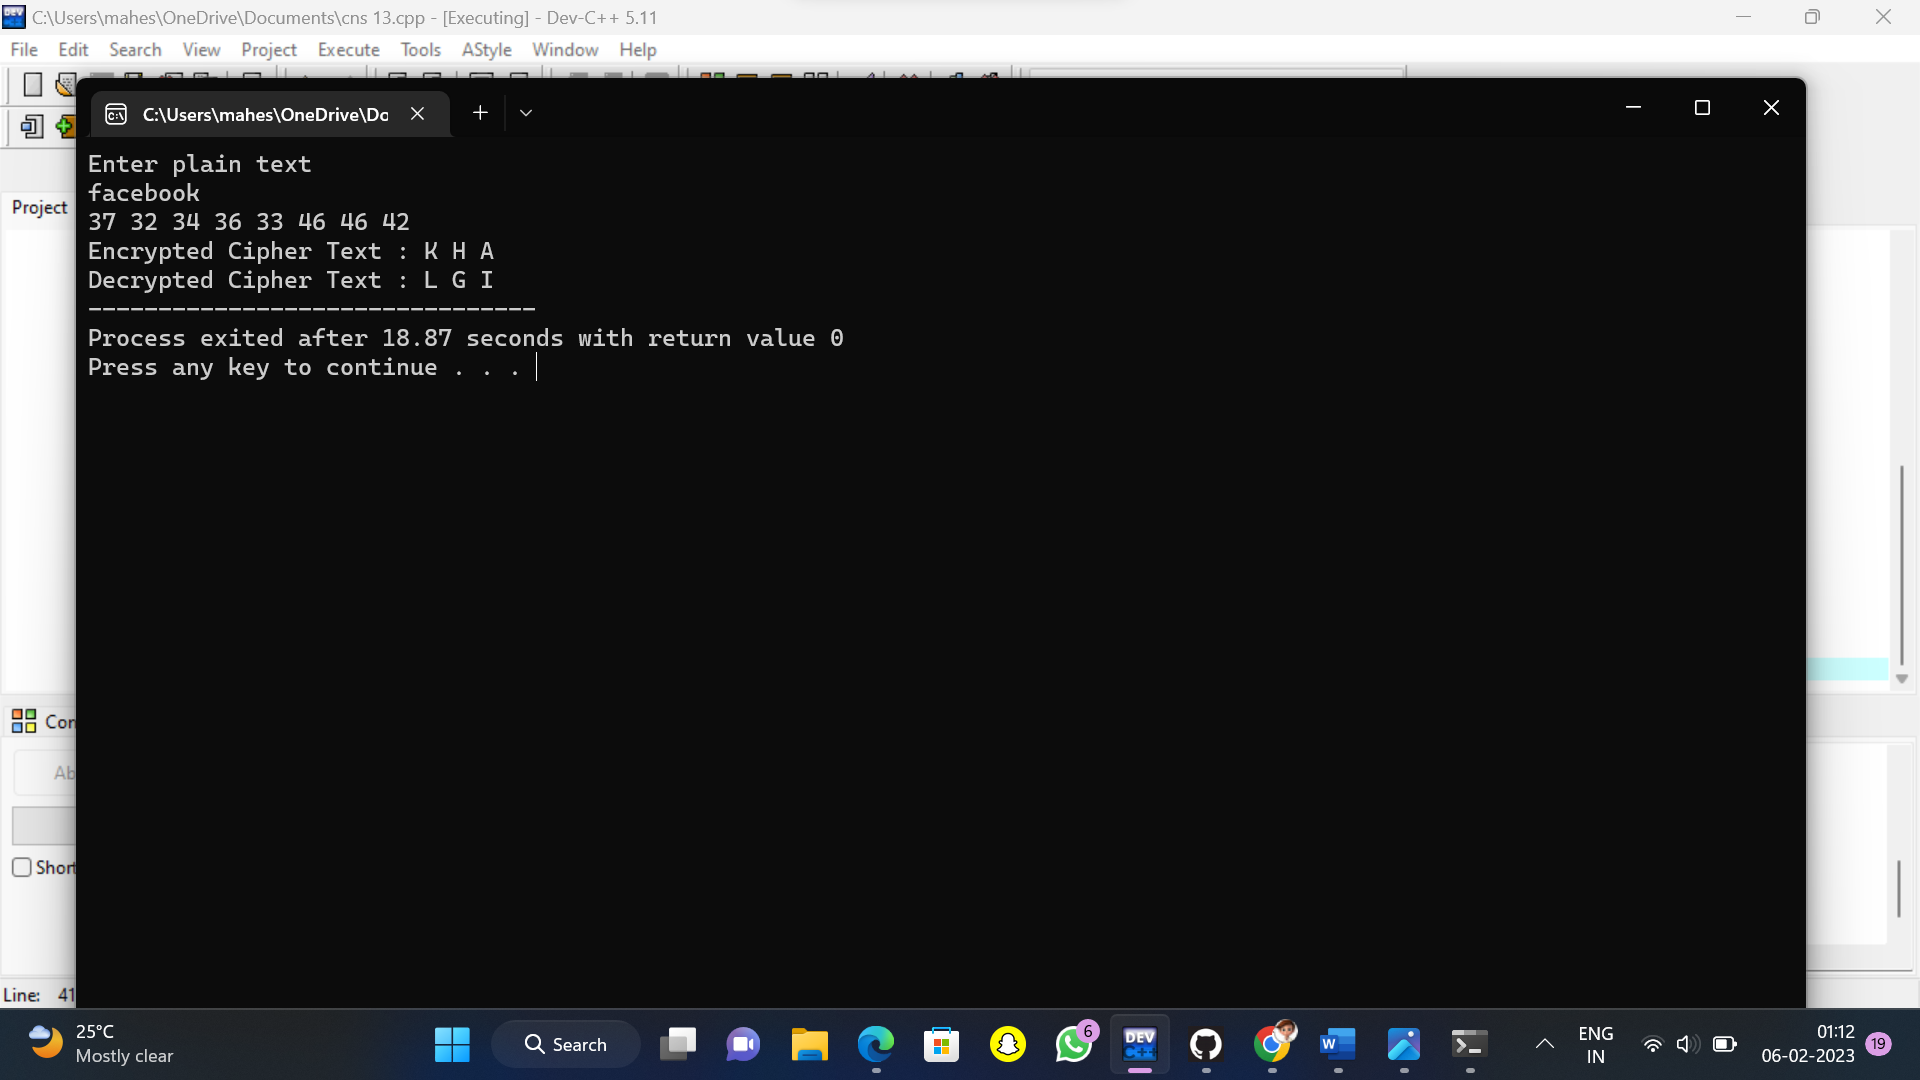 C:\Users\mahes\OneDrive\Documents\cns 13.cpp - [Executing] - Dev-C++ 5.11
File Edit Search View Project Execute Tools AStyle Window Help
C:\Users\mahes\OneDrive\Do
Enter plain text
facebook
37 32 34 36 33 46 46 42
Encrypted Cipher Text : K H A
Decrypted Cipher Text : L G I
--------------------------------
Process exited after 18.87 seconds with return value 0
Press any key to continue . . .
Project
Line: 41
25°C
Mostly clear
Search
6
DEV
C++
ENG
IN
01:12
06-02-2023
19